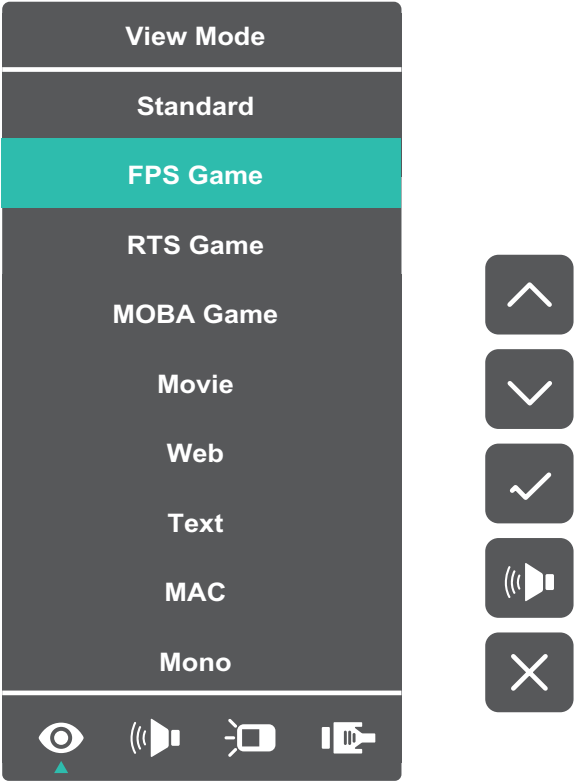 View Mode
Standard
FPS Game
RTS Game
MOBA Game
Movie
Web
Text
MAC
Mono